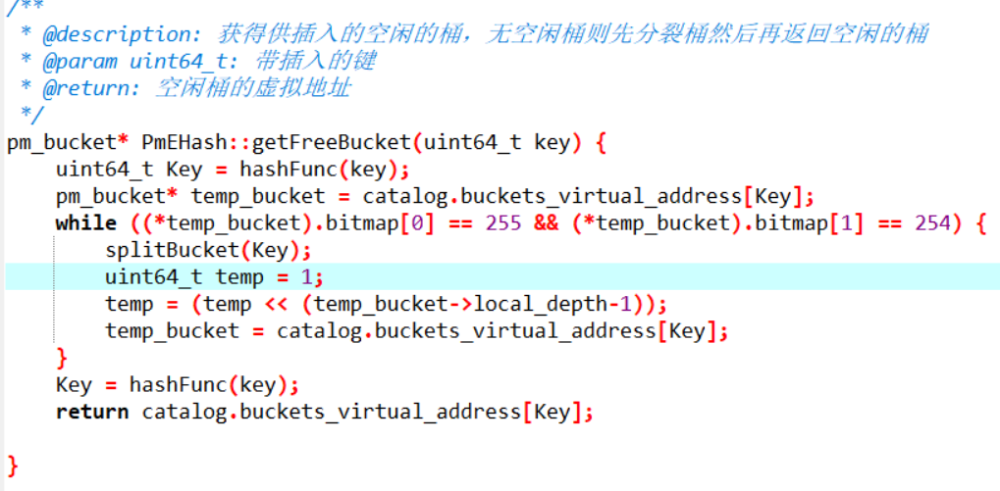 /**
 * @description: 获得供插入的空闲的桶，无空闲桶则先分裂桶然后再返回空闲的桶
 * @param uint64_t: 带插入的键
 * @return: 空闲桶的虚拟地址
 */
pm_bucket* PmEHash::getFreeBucket(uint64_t key) {
    uint64_t Key = hashFunc(key);
    pm_bucket* temp_bucket = catalog.buckets_virtual_address[Key];
    while ((*temp_bucket).bitmap[0] == 255 && (*temp_bucket).bitmap[1] == 254) {
        splitBucket(Key);
        uint64_t temp = 1;
        temp = (temp << (temp_bucket->local_depth-1));
        temp_bucket = catalog.buckets_virtual_address[Key];
    }
    Key = hashFunc(key);
    return catalog.buckets_virtual_address[Key];
}